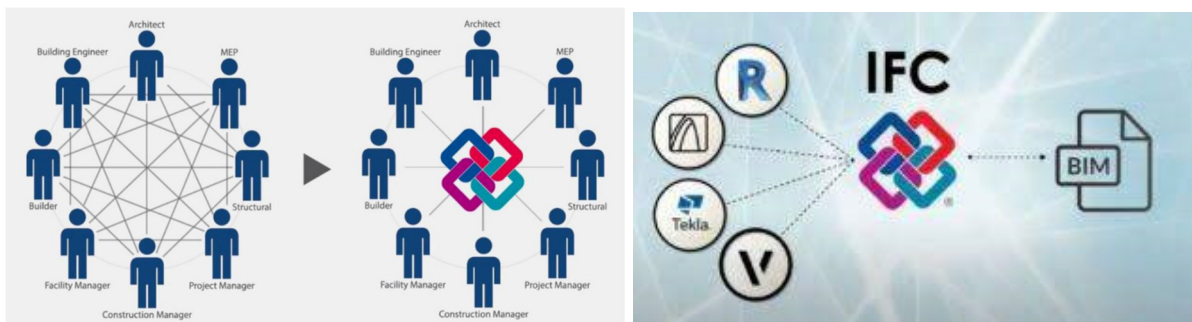 Architect
Building Engineer
MEP
Builder
Structural
Facility Manager
Project Manager
Construction Manager
Architect
Building Engineer
MEP
Builder
Structural
Facility Manager
Project Manager
Construction Manager
IFC
R
Tekla
V
®
BIM